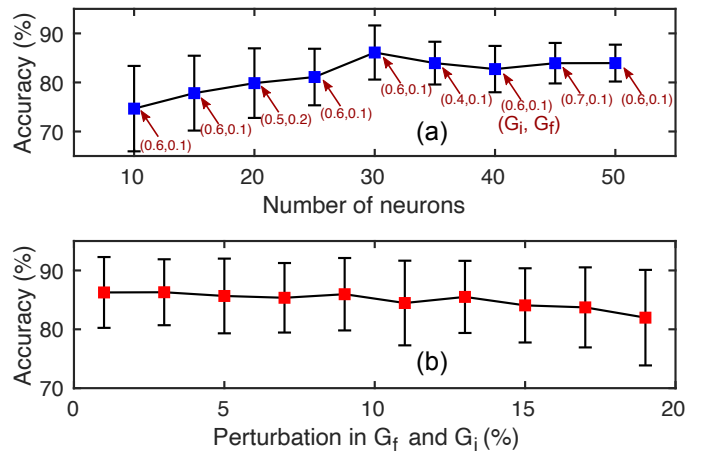 90
80
70
Accuracy (%)
(0.6,0.1)
(0.6,0.1)
(0.5,0.2)
(0.6,0.1)
(0.6,0.1)
(0.4,0.1)
(0.6,0.1)
(0.7,0.1)
(0.6,0.1)
(G_i, G_f)
(a)
10 20 30 40 50
Number of neurons
90
80
70
Accuracy (%)
(b)
0 5 10 15 20
Perturbation in G_f and G_i (%)